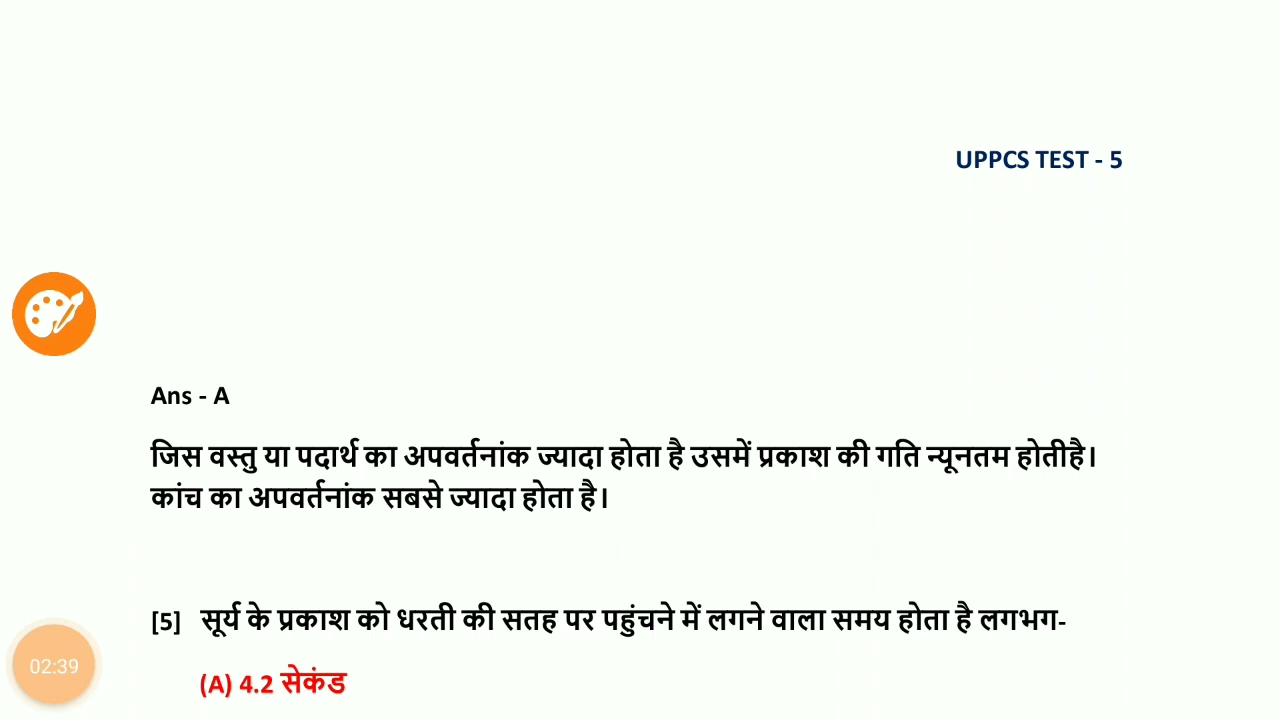 UPPCS TEST - 5
Ans - A
जिस वस्तु या पदार्थ का अपवर्तनांक ज्यादा होता है उसमें प्रकाश की गति न्यूनतम होतीहै।
कांच का अपवर्तनांक सबसे ज्यादा होता है।
[5] सूर्य के प्रकाश को धरती की सतह पर पहुंचने में लगने वाला समय होता है लगभग-
02:39
(A) 4.2 सेकंड